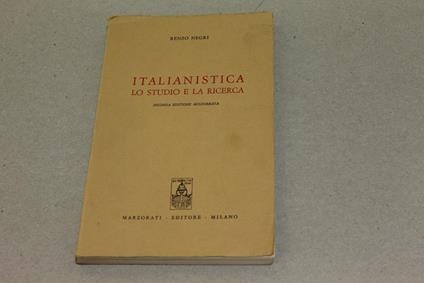 RENZO NEGRI
ITALIANISTICA
LO STUDIO E LA RICERCA
SECONDA EDIZIONE AGGIORNATA
MARZORATI - EDITORE - MILANO